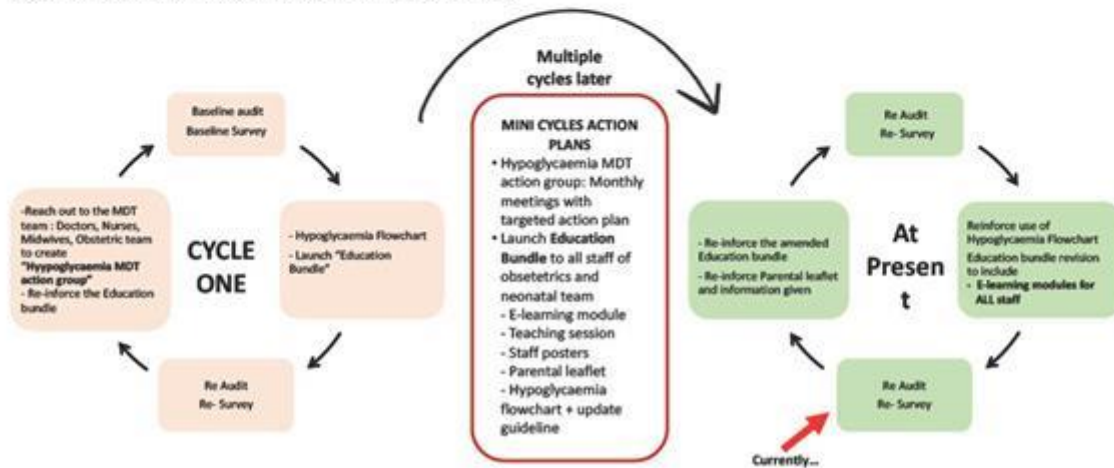 Baseline audit
Baseline Survey
-Reach out to the MDT
team : Doctors, Nurses,
Midwives, Obstetric team
to create
"Hyypoglycaemia MDT
action group"
- Re-inforce the Education
bundle
CYCLE
ONE
- Hypoglycaemia Flowchart
- Launch "Education
Bundle"
Re Audit
Re- Survey
Multiple
cycles later
MINI CYCLES ACTION
PLANS
• Hypoglycaemia MDT
action group: Monthly
meetings with
targeted action plan
• Launch Education
Bundle to all staff of
obsetetrics and
neonatal team
- E-learning module
- Teaching session
- Staff posters
- Parental leaflet
- Hypoglycaemia
flowchart + update
guideline
Re Audit
Re- Survey
- Re-inforce the amended
Education bundle
- Re-inforce Parental leaflet
and information given
At
Presen
t
Reinforce use of
Hypoglycaemia Flowchart
Education bundle revision to
include
- E-learning modules for
ALL staff
Re Audit
Re- Survey
Currently...